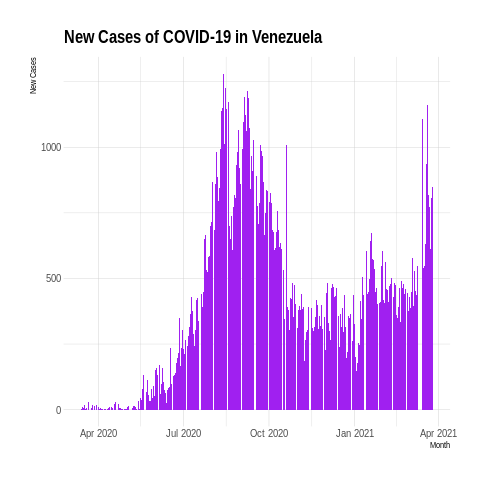 New Cases of COVID-19 in Venezuela
New Cases
1000
500
0
Apr 2020 Jul 2020 Oct 2020 Jan 2021 Apr 2021
Month